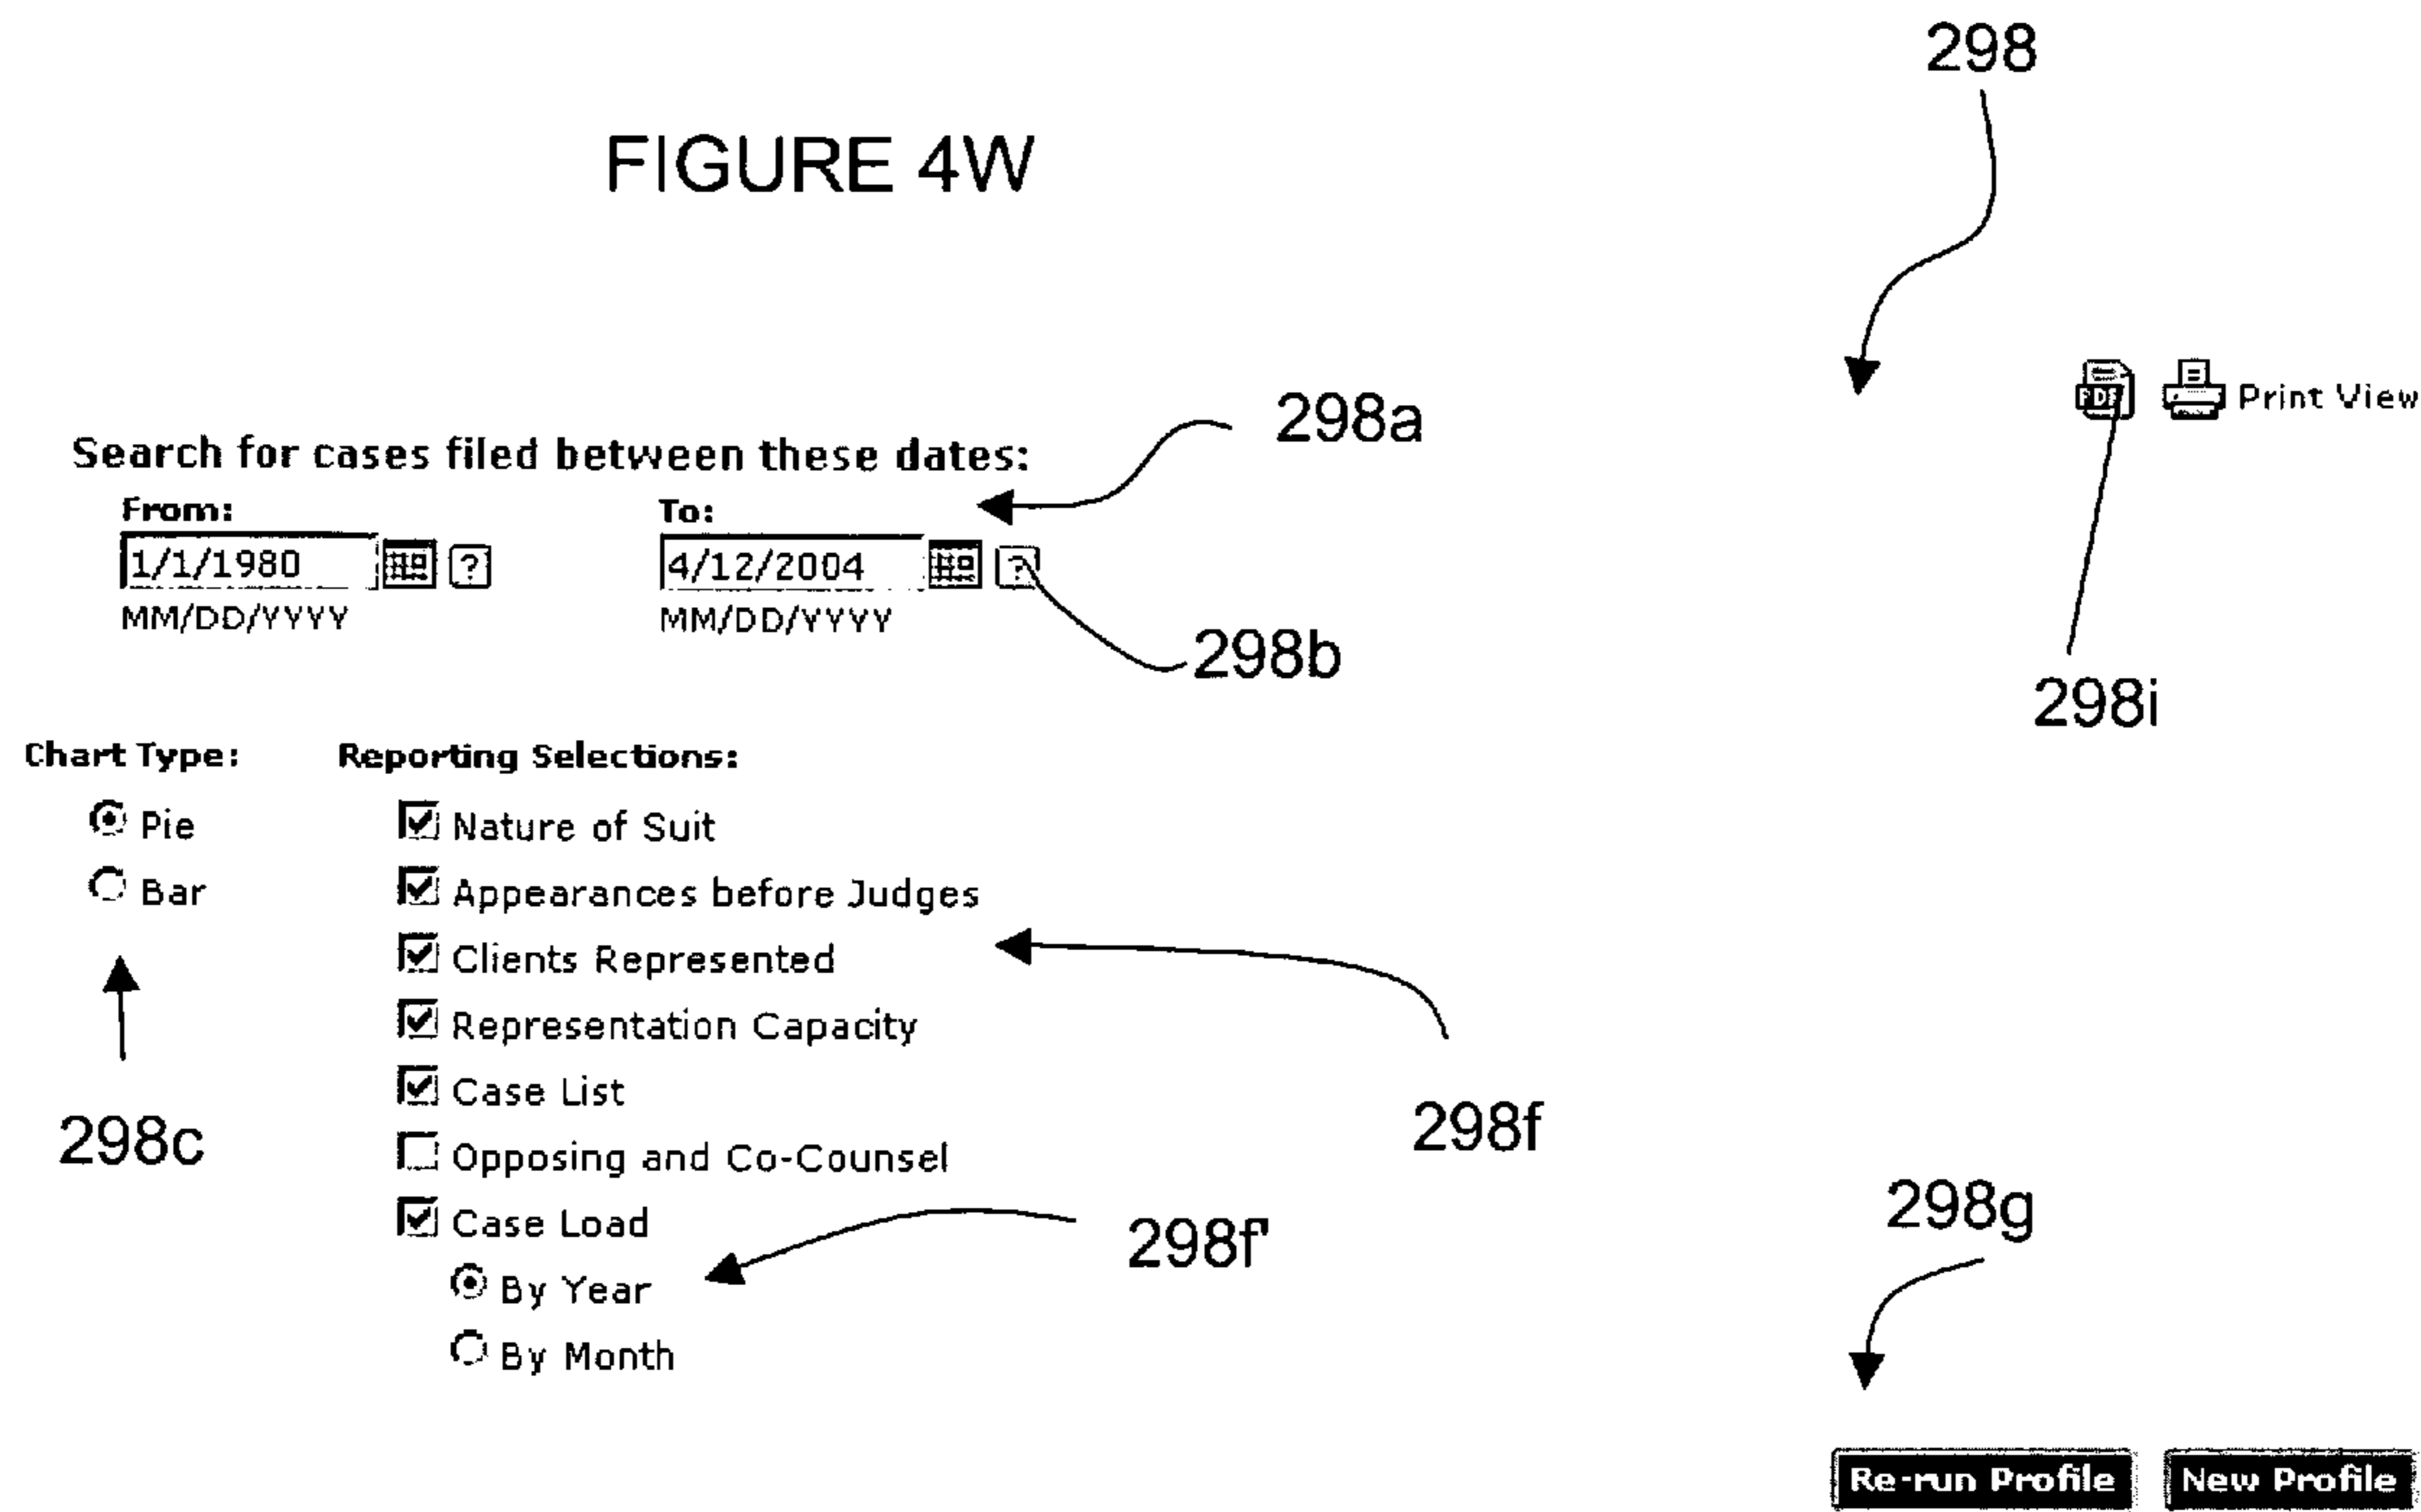 298
FIGURE 4W
PDF Print View
298a
Search for cases filed between these dates:
From: To:
1/1/1980 ? 4/12/2004 ?
MM/DD/YYYY MM/DD/YYYY
298b
298i
Chart Type: Reporting Selections:
Pie Nature of Suit
Bar Appearances before Judges
Clients Represented
Representation Capacity
Case List
298c 298f
Opposing and Co-Counsel
298g
Case Load
298f'
By Year
By Month
Re-run Profile New Profile